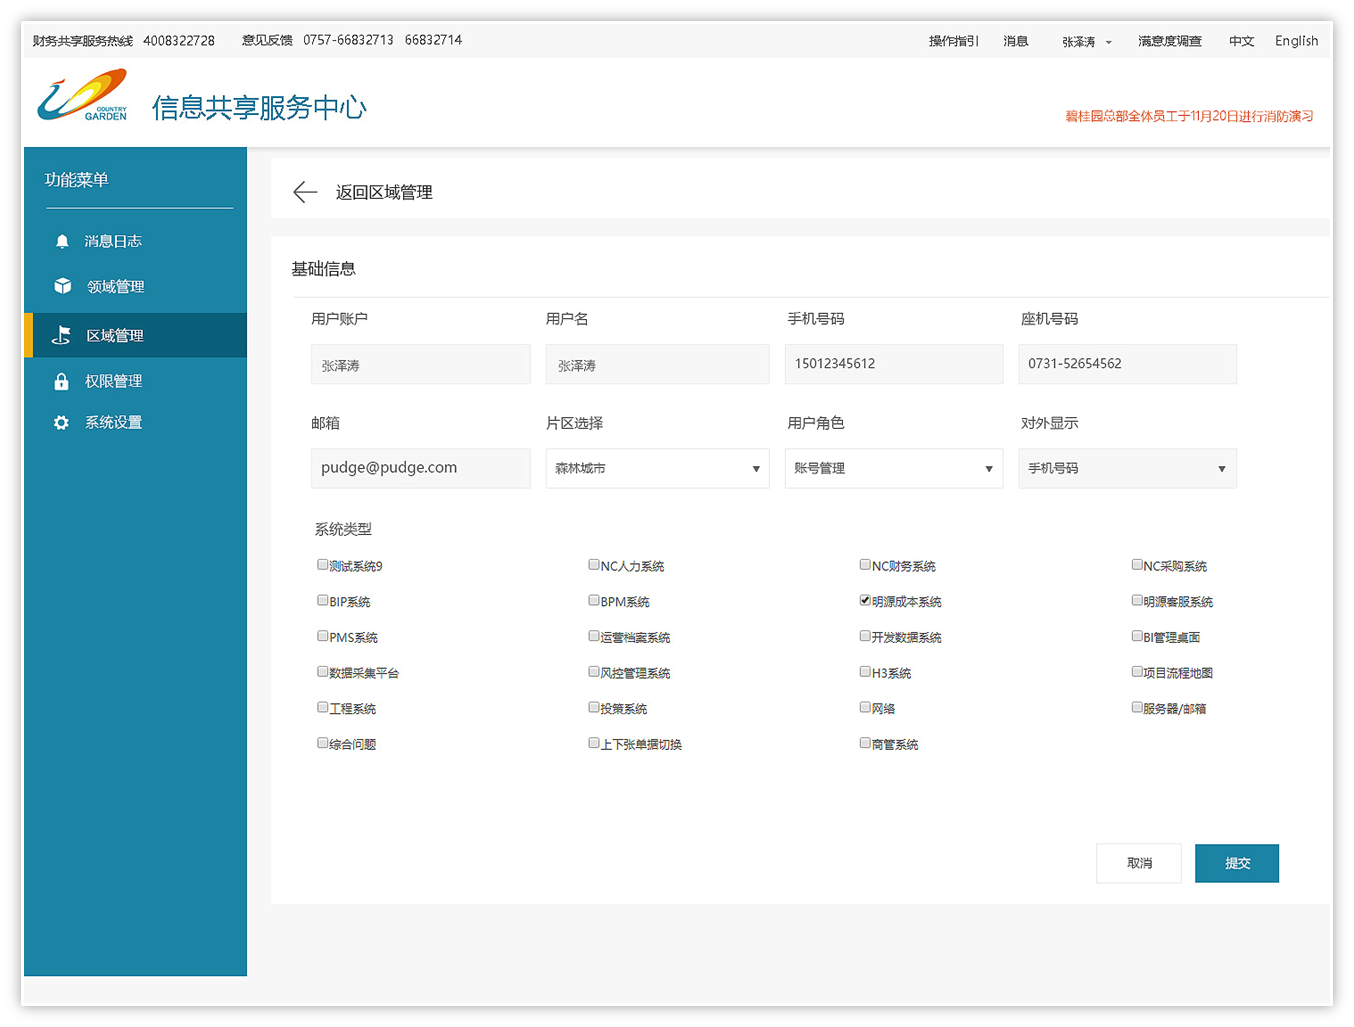 财务共享服务热线 4008322728 意见反馈 0757-66832713 66832714 操作指引 消息 张泽涛 满意度调查 中文 English
COUNTRY GARDEN 信息共享服务中心
碧桂园总部全体员工于11月20日进行消防演习
功能菜单
消息日志
领域管理
区域管理
权限管理
系统设置
返回区域管理
基础信息
用户账户 用户名 手机号码 座机号码
张泽涛 张泽涛 15012345612 0731-52654562
邮箱 片区选择 用户角色 对外显示
pudge@pudge.com 森林城市 账号管理 手机号码
系统类型
测试系统9 NC人力系统 NC财务系统 NC采购系统
BIP系统 BPM系统 明源成本系统 明源客服系统
PMS系统 运营档案系统 开发数据系统 BI管理桌面
数据采集平台 风控管理系统 H3系统 项目流程地图
工程系统 投策系统 网络 服务器/邮箱
综合问题 上下张单据切换 商管系统
取消 提交